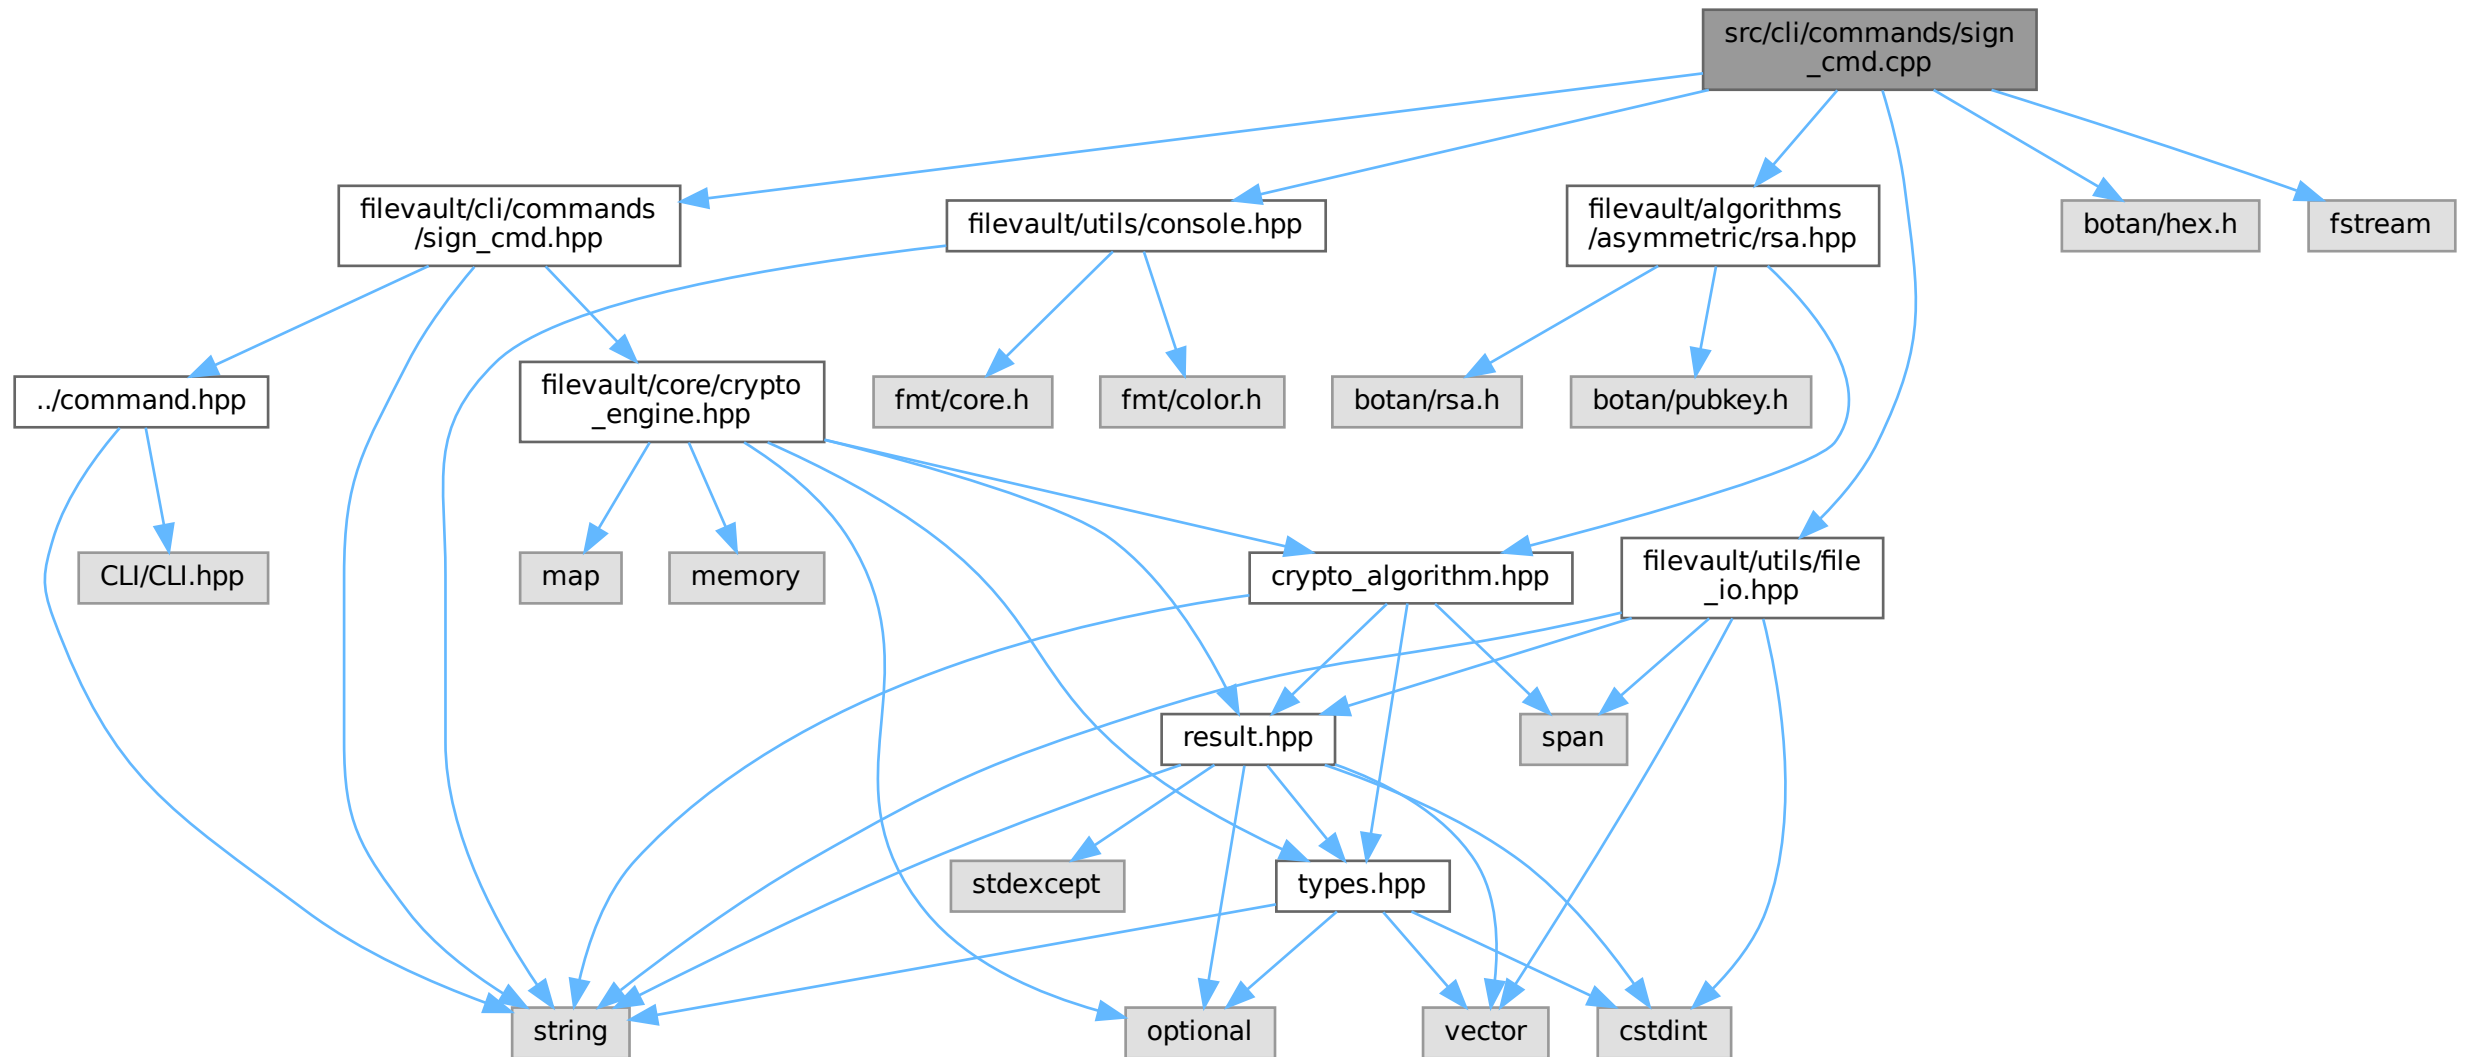 src/cli/commands/sign
_cmd.cpp
filevault/cli/commands
/sign_cmd.hpp
filevault/utils/console.hpp
filevault/algorithms
/asymmetric/rsa.hpp
botan/hex.h
fstream
../command.hpp
filevault/core/crypto
_engine.hpp
fmt/core.h
fmt/color.h
botan/rsa.h
botan/pubkey.h
CLI/CLI.hpp
map
memory
crypto_algorithm.hpp
filevault/utils/file
_io.hpp
result.hpp
span
stdexcept
types.hpp
string
optional
vector
cstdint